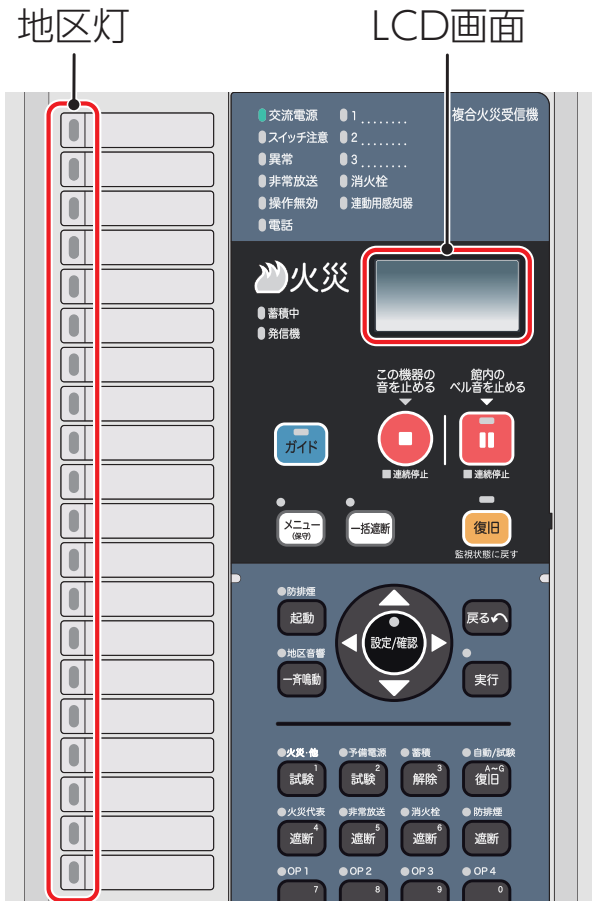 地区灯
LCD画面
交流電源
1........
複合火災受信機
スイッチ注意
2........
異常
3........
非常放送
消火栓
操作無効
連動用感知器
電話
火災
蓄積中
発信機
この機器の
音を止める
館内の
ベル音を止める
ガイド
連続停止
連続停止
メニュー
(保守)
一括遮断
復旧
監視状態に戻す
防排煙
起動
設定/確認
戻る
地区音響
一斉鳴動
実行
火災・他
予備電源
蓄積
自動/試験
試験 1
試験 2
解除 3
復旧 A~G
火災代表
非常放送
消火栓
防排煙
遮断 4
遮断 5
遮断 6
遮断
OP 1
OP 2
OP 3
OP 4
7
8
9
0